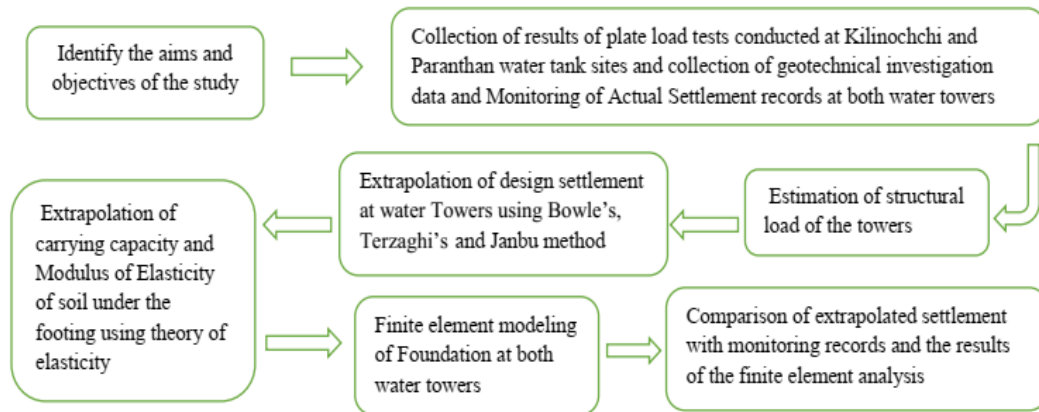 Identify the aims and
objectives of the study
Collection of results of plate load tests conducted at Kilinochchi and
Paranthan water tank sites and collection of geotechnical investigation
data and Monitoring of Actual Settlement records at both water towers
Estimation of structural
load of the towers
Extrapolation of design settlement
at water Towers using Bowle’s,
Terzaghi’s and Janbu method
Extrapolation of
carrying capacity and
Modulus of Elasticity
of soil under the
footing using theory of
elasticity
Finite element modeling
of Foundation at both
water towers
Comparison of extrapolated settlement
with monitoring records and the results
of the finite element analysis